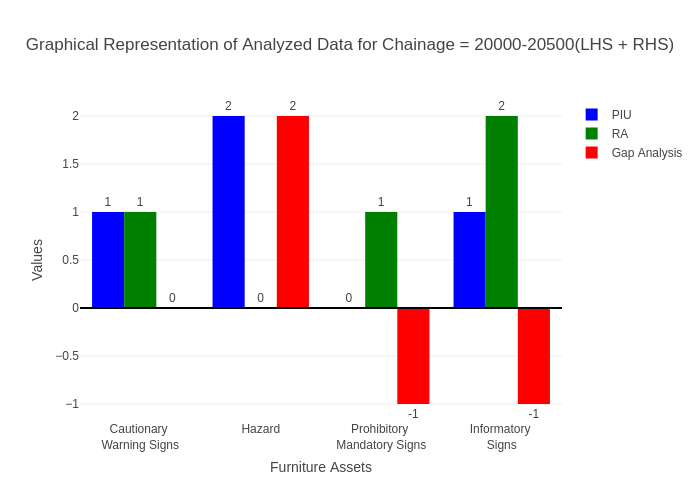 Graphical Representation of Analyzed Data for Chainage = 20000-20500(LHS + RHS)
PIU
RA
Gap Analysis
2
1.5
1
0.5
0
−0.5
−1
Values
1
1
0
2
0
2
0
1
-1
1
2
-1
Cautionary
Warning Signs
Hazard
Prohibitory
Mandatory Signs
Informatory
Signs
Furniture Assets